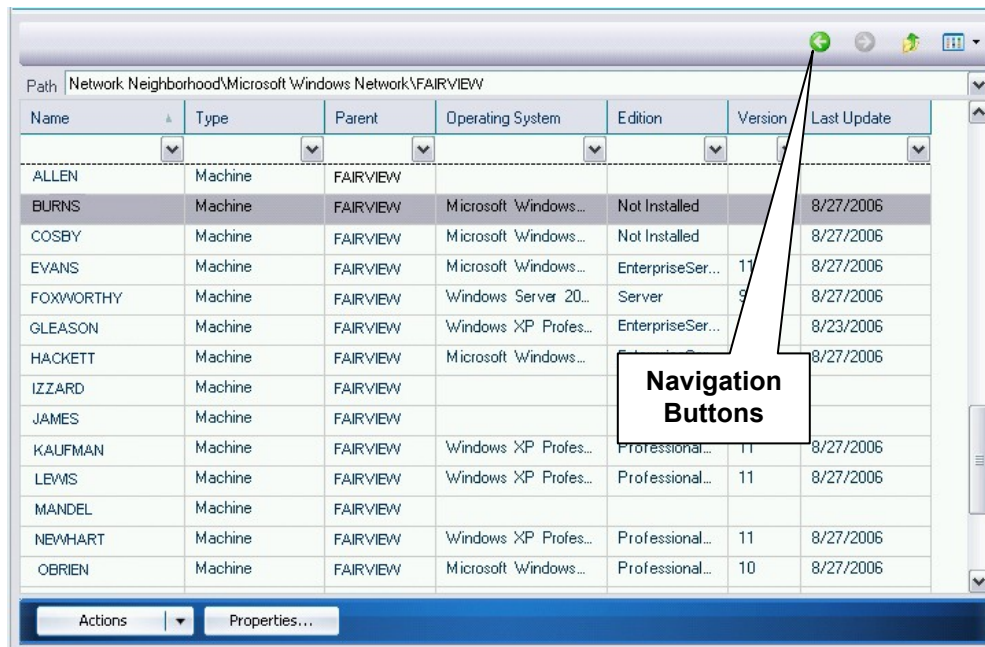 Path Network Neighborhood\Microsoft Windows Network\FAIRVIEW
Name Type Parent Operating System Edition Version Last Update
ALLEN Machine FAIRVIEW
BURNS Machine FAIRVIEW Microsoft Windows... Not Installed 8/27/2006
COSBY Machine FAIRVIEW Microsoft Windows... Not Installed 8/27/2006
EVANS Machine FAIRVIEW Microsoft Windows... EnterpriseSer... 11 8/27/2006
FOXWORTHY Machine FAIRVIEW Windows Server 20... Server 8/27/2006
GLEASON Machine FAIRVIEW Windows XP Profes... EnterpriseSer... 8/23/2006
HACKETT Machine FAIRVIEW Microsoft Windows... 8/27/2006
IZZARD Machine FAIRVIEW
JAMES Machine FAIRVIEW
KAUFMAN Machine FAIRVIEW Windows XP Profes... Professional... 11 8/27/2006
LEWIS Machine FAIRVIEW Windows XP Profes... Professional... 11 8/27/2006
MANDEL Machine FAIRVIEW
NEWHART Machine FAIRVIEW Windows XP Profes... Professional... 11 8/27/2006
OBRIEN Machine FAIRVIEW Microsoft Windows... Professional... 10 8/27/2006
Navigation
Buttons
Actions Properties...